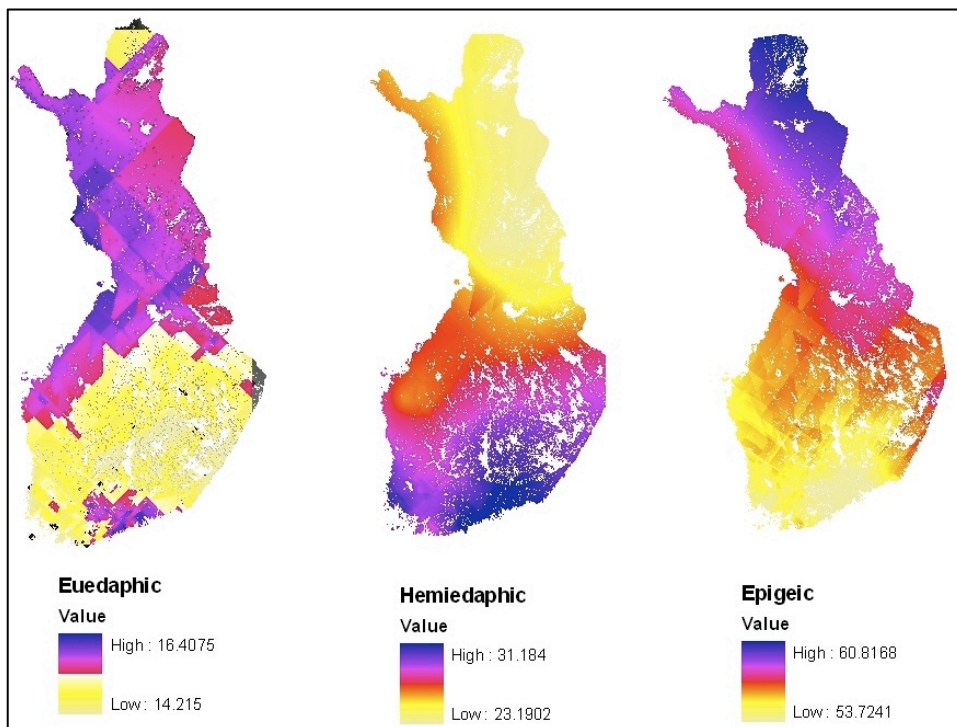 Euedaphic
Value
High : 16.4075
Low : 14.215
Hemiedaphic
Value
High : 31.184
Low : 23.1902
Epigeic
Value
High : 60.8168
Low : 53.7241